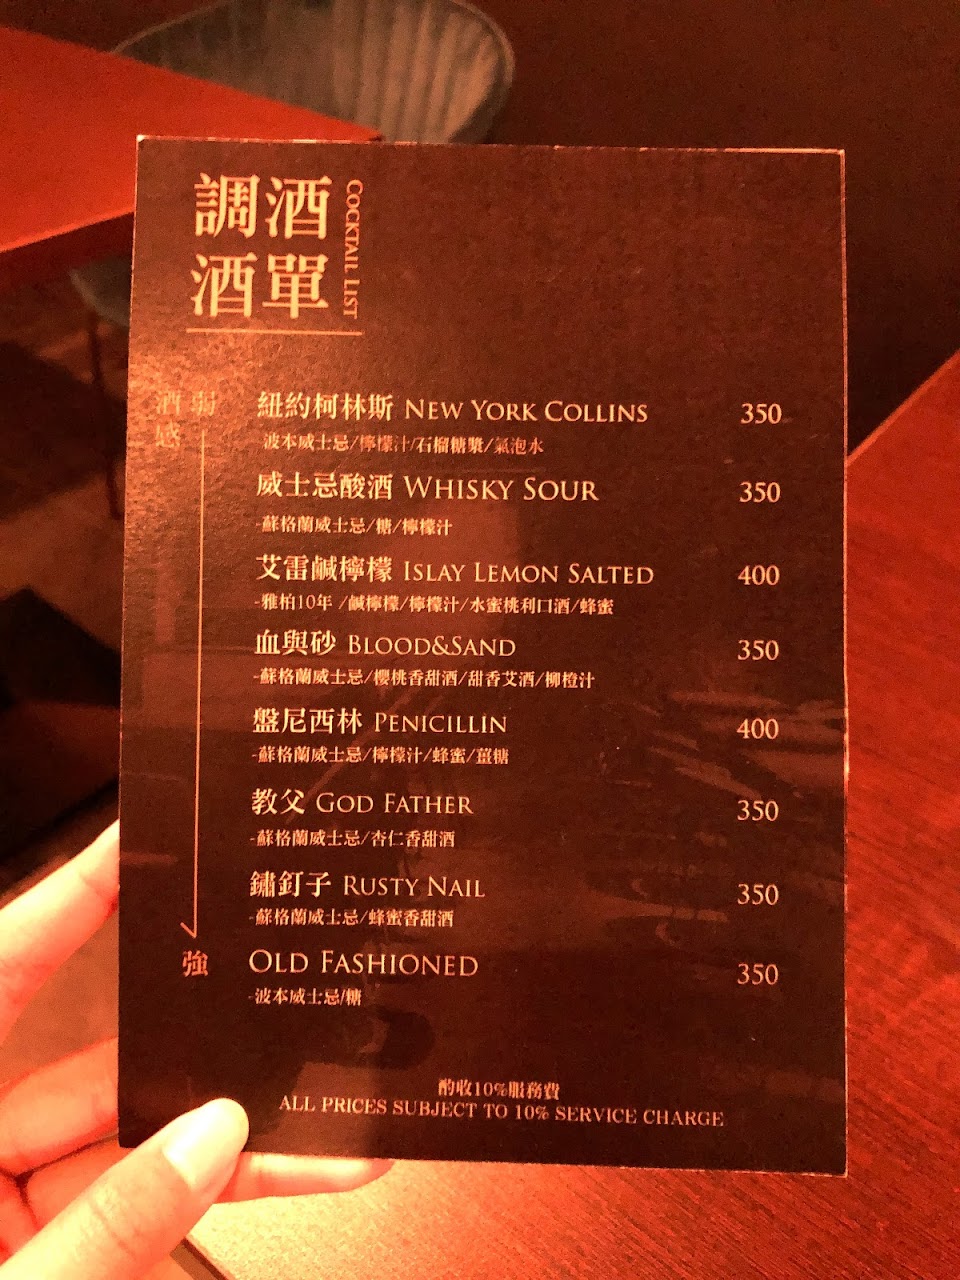 調酒
酒單
COCKTAIL LIST
酒感
弱
紐約柯林斯 NEW YORK COLLINS 350
-波本威士忌/檸檬汁/石榴糖漿/氣泡水
威士忌酸酒 WHISKY SOUR 350
-蘇格蘭威士忌/糖/檸檬汁
艾雷鹹檸檬 ISLAY LEMON SALTED 400
-雅柏10年 /鹹檸檬/檸檬汁/水蜜桃利口酒/蜂蜜
血與砂 BLOOD&SAND 350
-蘇格蘭威士忌/櫻桃香甜酒/甜香艾酒/柳橙汁
盤尼西林 PENICILLIN 400
-蘇格蘭威士忌/檸檬汁/蜂蜜/薑糖
教父 GOD FATHER 350
-蘇格蘭威士忌/杏仁香甜酒
鏽釘子 RUSTY NAIL 350
-蘇格蘭威士忌/蜂蜜香甜酒
強
OLD FASHIONED 350
-波本威士忌/糖
酌收10%服務費
ALL PRICES SUBJECT TO 10% SERVICE CHARGE